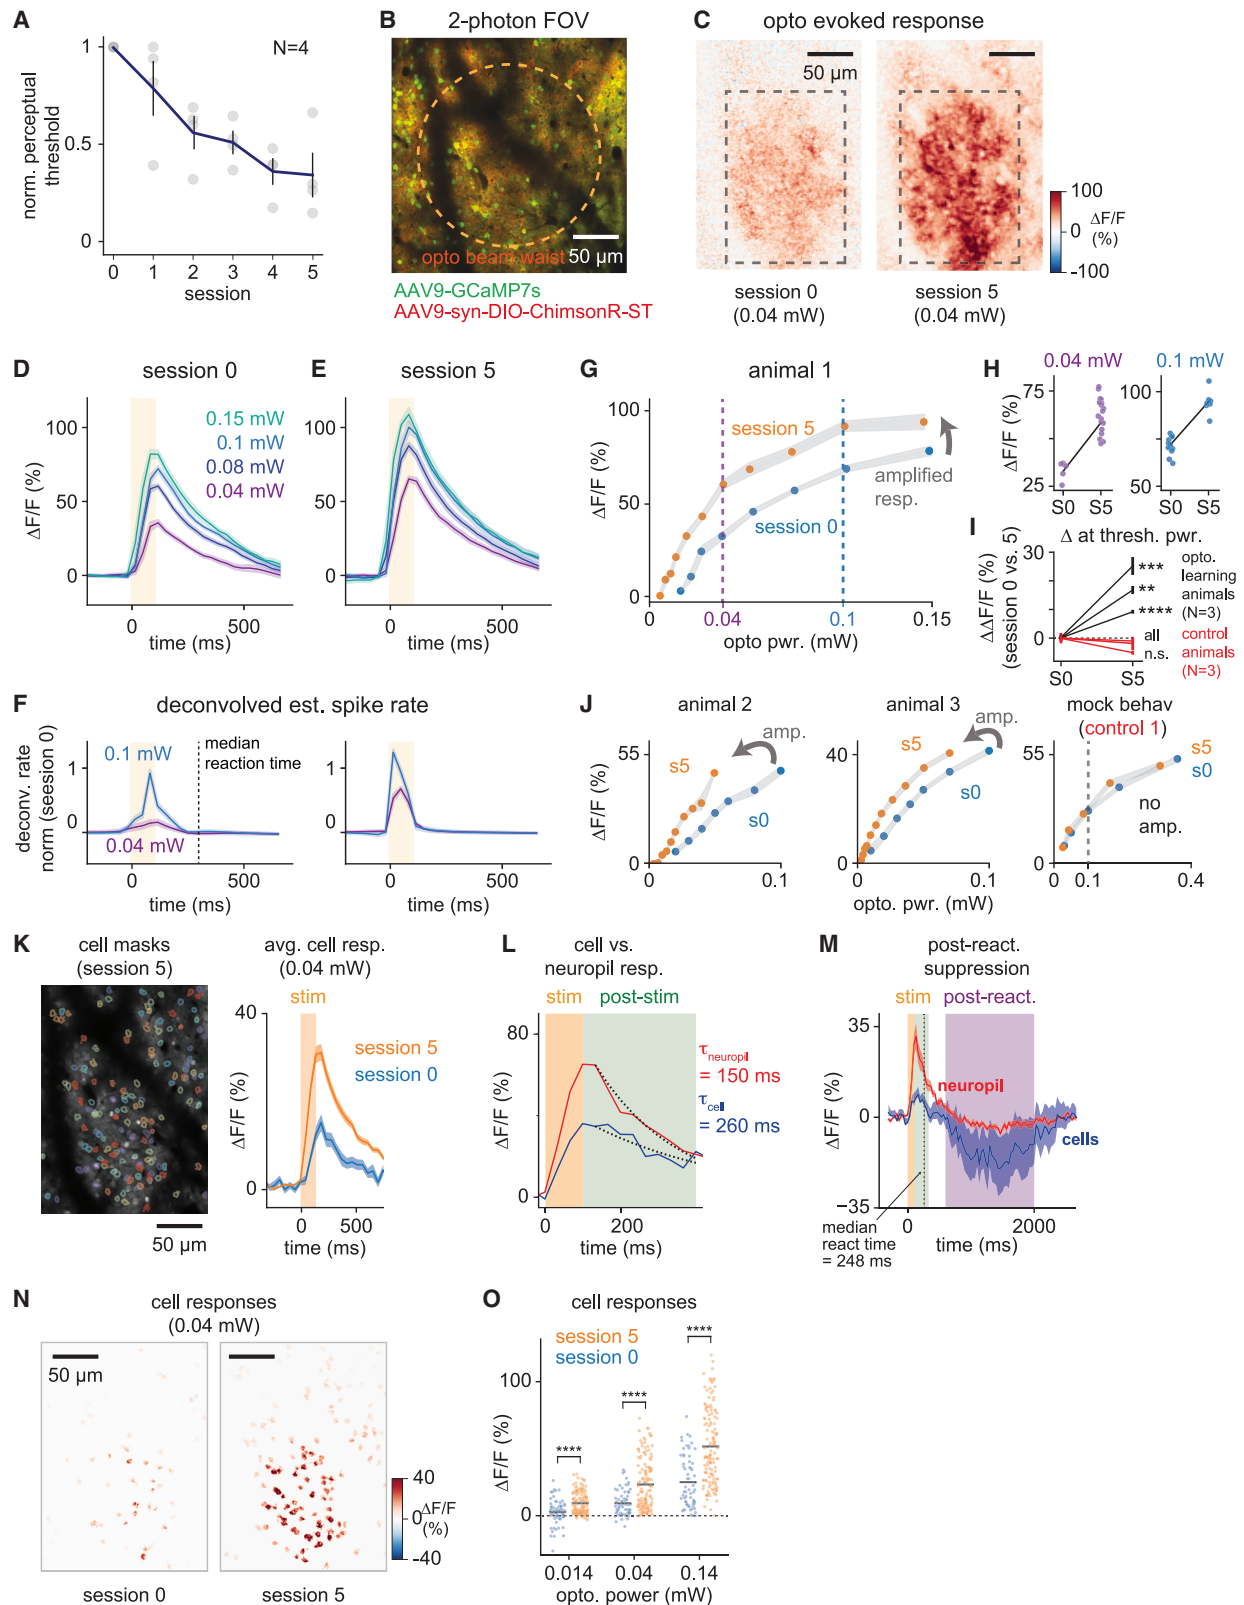 A
N=4
1
0.5
0
norm. perceptual
threshold
0 1 2 3 4 5
session
B 2-photon FOV
opto beam waist
50 µm
AAV9-GCaMP7s
AAV9-syn-DIO-ChimsonR-ST
C opto evoked response
50 µm
100
0
-100
ΔF/F
(%)
session 0
(0.04 mW)
session 5
(0.04 mW)
D session 0
0.15 mW
0.1 mW
0.08 mW
0.04 mW
100
50
0
ΔF/F (%)
0 500
time (ms)
E session 5
100
50
0
0 500
time (ms)
F deconvolved est. spike rate
0.1 mW
0.04 mW
median
reaction time
deconv. rate
norm (seesion 0)
1
0
0 500
time (ms)
1
0
0 500
time (ms)
G animal 1
100
50
0
ΔF/F (%)
session 5
session 0
amplified
resp.
0.04 0.1 0.15
opto pwr. (mW)
H 0.04 mW 0.1 mW
75
25
ΔF/F (%)
S0 S5
100
50
S0 S5
I Δ at thresh. pwr.
30
0
ΔΔF/F (%)
(session 0 vs. 5)
***
**
****
opto.
learning
animals
(N=3)
all
n.s.
control
animals
(N=3)
S0 S5
J animal 2
55
0
ΔF/F (%)
s5
s0
amp.
0 0.1
animal 3
40
0
s5
s0
amp.
0 0.1
opto. pwr. (mW)
mock behav
(control 1)
55
0
s5
s0
no
amp.
0 0.1 0.4
K cell masks
(session 5)
50 µm
avg. cell resp.
(0.04 mW)
stim
session 5
session 0
40
0
ΔF/F (%)
0 500
time (ms)
L cell vs.
neuropil resp.
stim post-stim
80
0
ΔF/F (%)
τneuropil
= 150 ms
τcell
= 260 ms
200
time (ms)
M post-react.
suppression
stim post-react.
35
0
−35
ΔF/F (%)
neuropil
cells
0 2000
time (ms)
median
react time
= 248 ms
N cell responses
(0.04 mW)
50 µm
40
0
-40
ΔF/F
(%)
session 0
session 5
O cell responses
session 5
session 0
****
****
****
100
0
ΔF/F (%)
0.014 0.04 0.14
opto. power (mW)